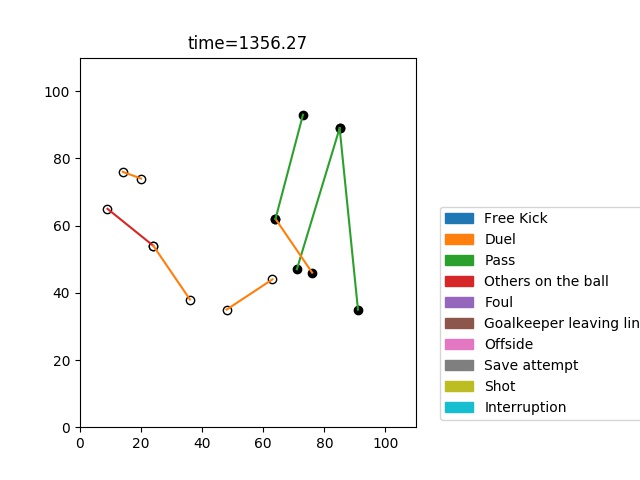 time=1356.27
100
80
60
40
20
0
0 20 40 60 80 100
Free Kick
Duel
Pass
Others on the ball
Foul
Goalkeeper leaving lin
Offside
Save attempt
Shot
Interruption